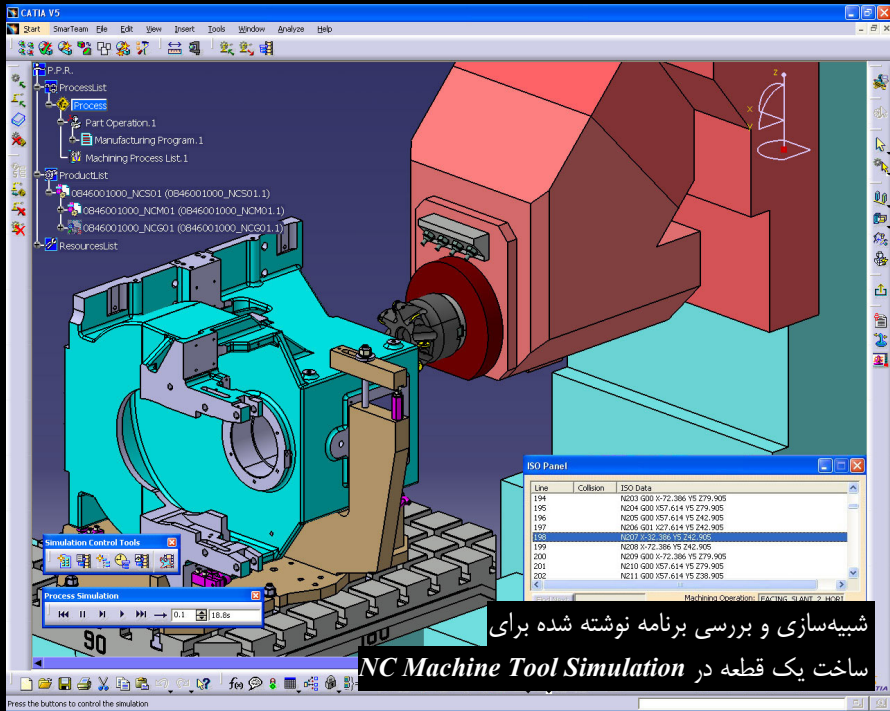 CATIA V5
Start SmarTeam File Edit View Insert Tools Window Analyze Help
P.P.R.
ProcessList
Process
Part Operation.1
Manufacturing Program.1
Machining Process List.1
ProductList
0846001000_NCS01 (0846001000_NCS01.1)
0846001000_NCM01 (0846001000_NCM01.1)
0846001000_NCG01 (0846001000_NCG01.1)
ResourcesList
z
x
y
ISO Panel
Line Collision ISO Data
194 N203 G00 X-72.386 Y5 Z79.905
195 N204 G00 X57.614 Y5 Z79.905
196 N205 G00 X57.614 Y5 Z42.905
197 N206 G01 X27.614 Y5 Z42.905
198 N207 X-32.386 Y5 Z42.905
199 N208 X-72.386 Y5 Z42.905
200 N209 G00 X-72.386 Y5 Z79.905
201 N210 G00 X57.614 Y5 Z79.905
202 N211 G00 X57.614 Y5 Z38.905
Machining Operation: FACING_SLANT_2_HORI
Simulation Control Tools
Process Simulation
0.1 18.8s
90
180
شبیه‌سازی و بررسی برنامه نوشته شده برای
ساخت یک قطعه در NC Machine Tool Simulation
Press the buttons to control the simulation